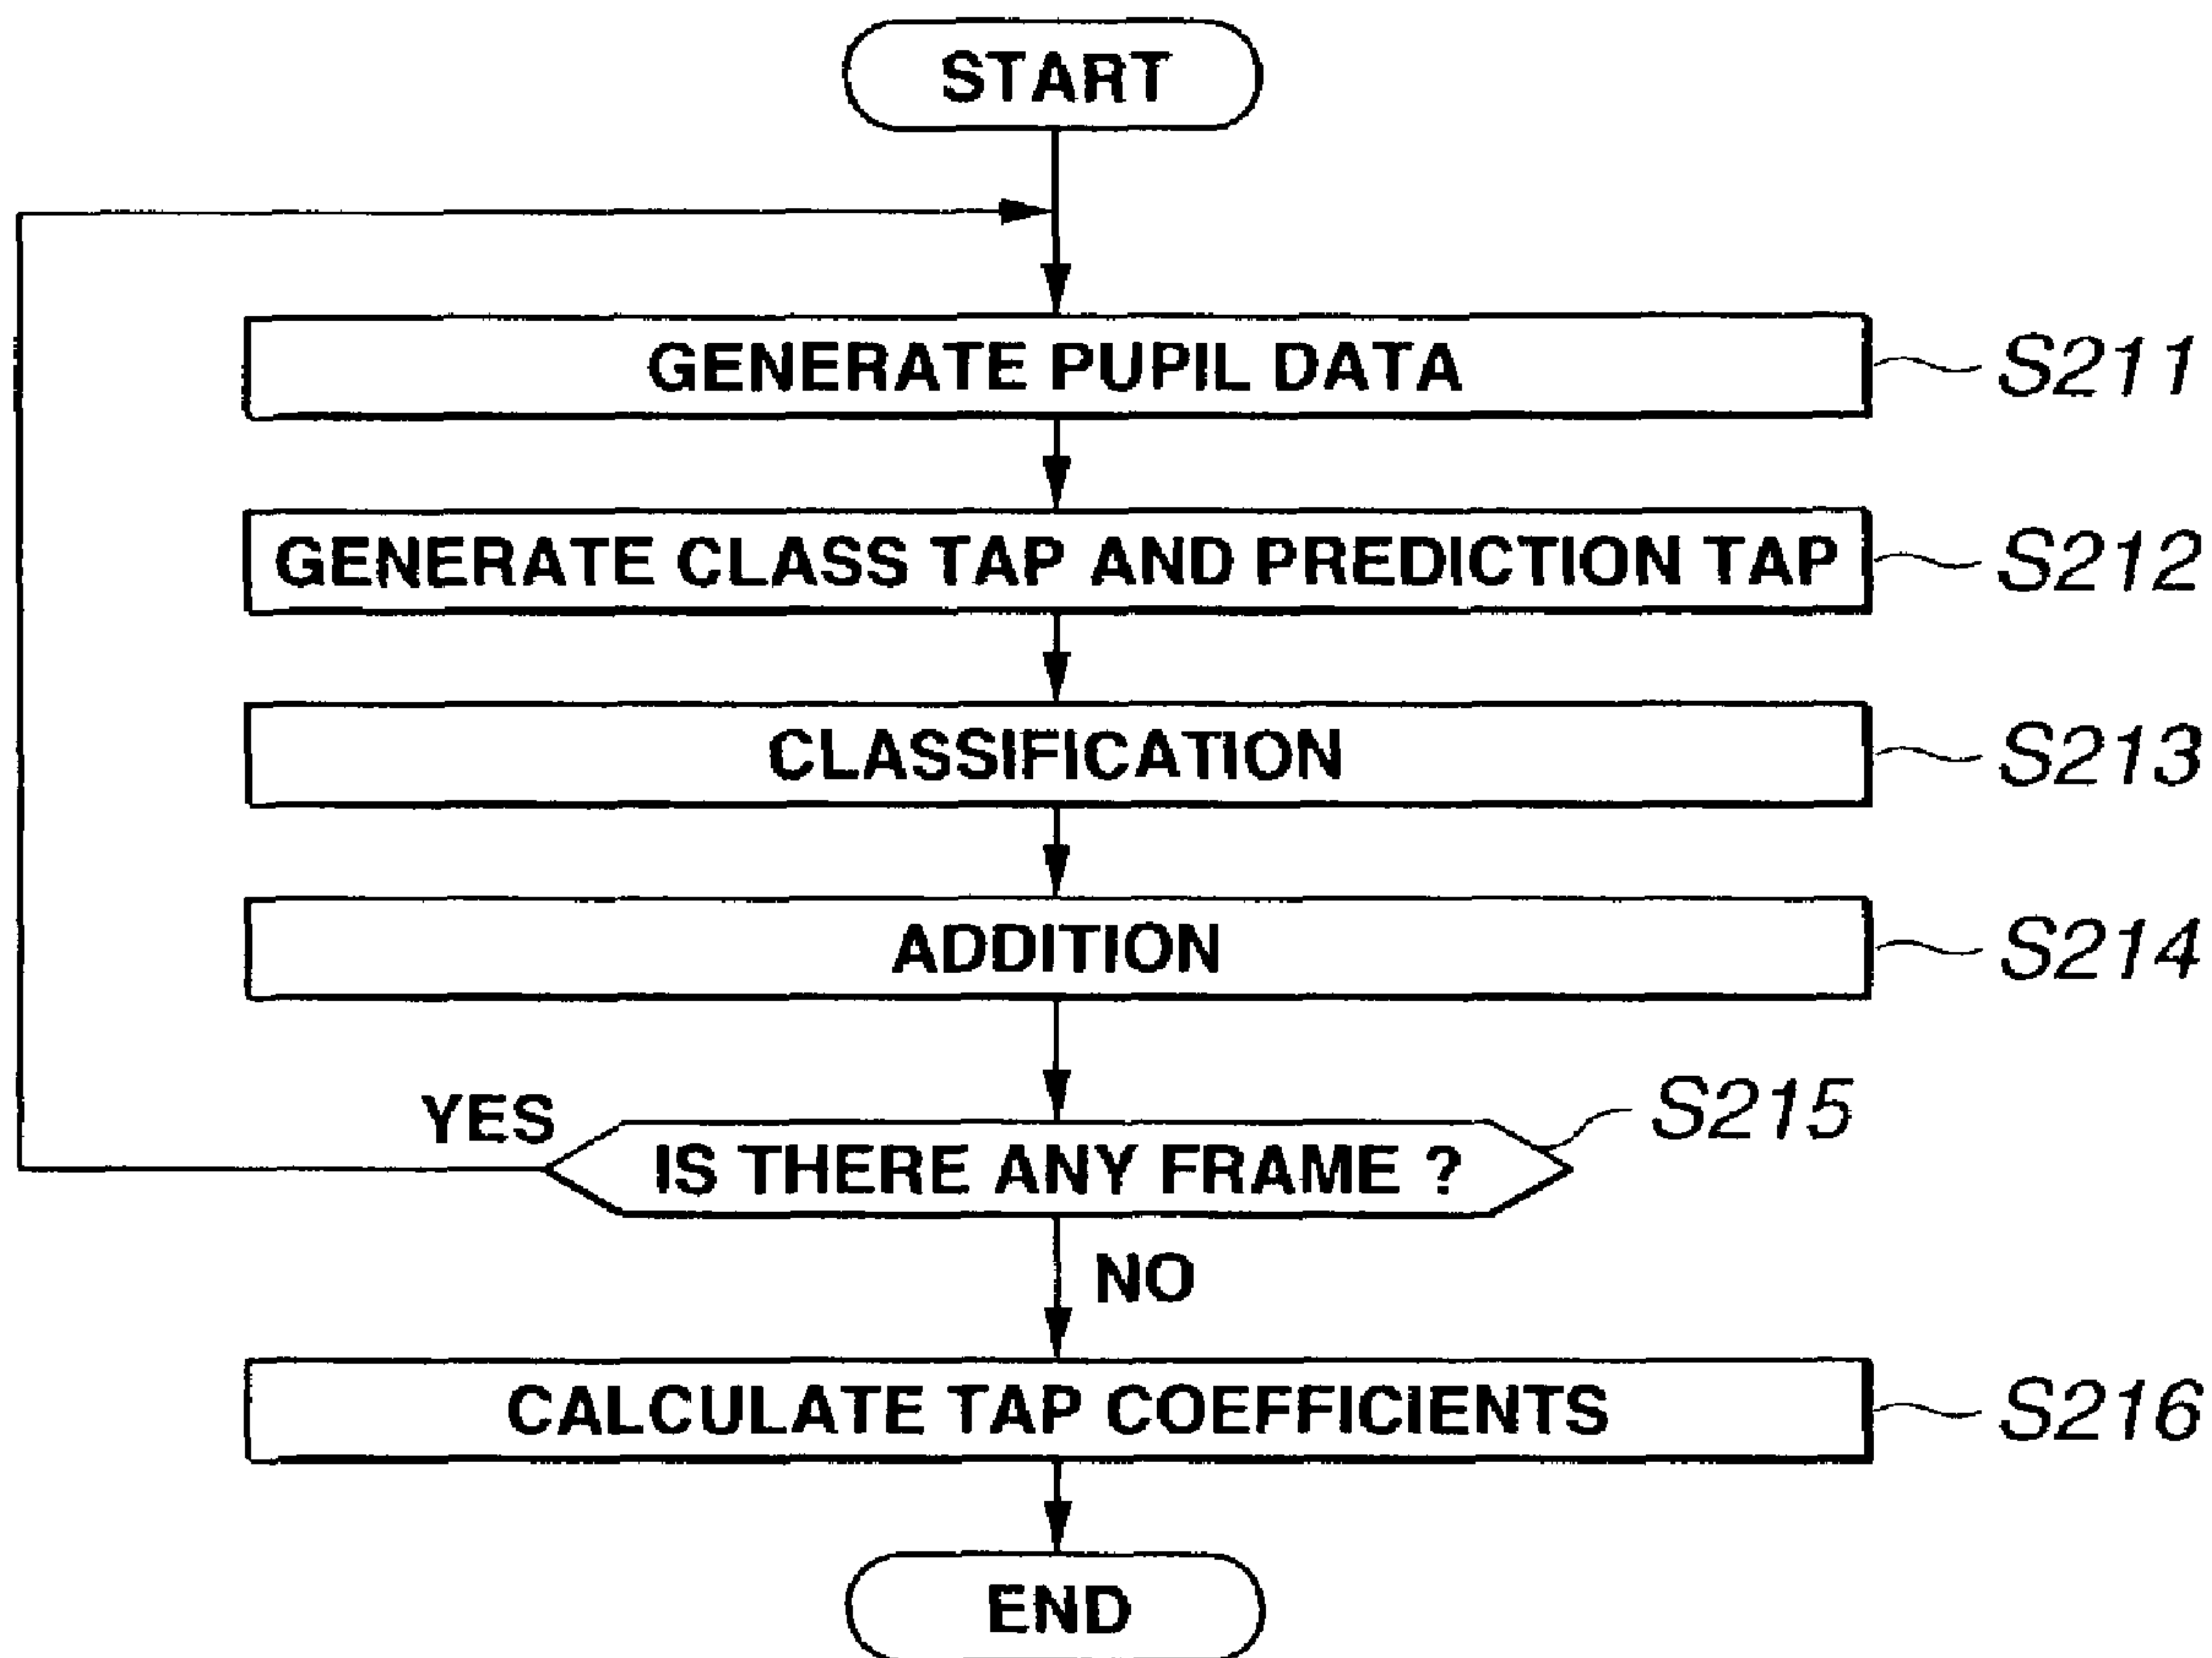 START
GENERATE PUPIL DATA
S211
GENERATE CLASS TAP AND PREDICTION TAP
S212
CLASSIFICATION
S213
ADDITION
S214
YES
IS THERE ANY FRAME ?
S215
NO
CALCULATE TAP COEFFICIENTS
S216
END